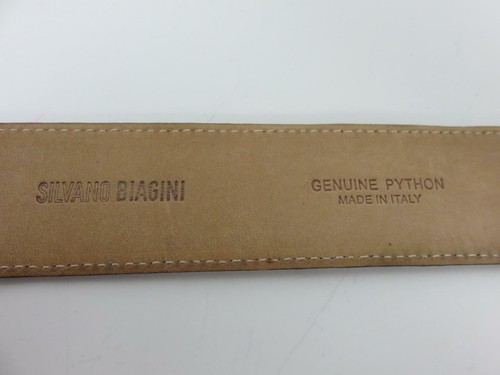 SILVANO BIAGINI
GENUINE PYTHON
MADE IN ITALY